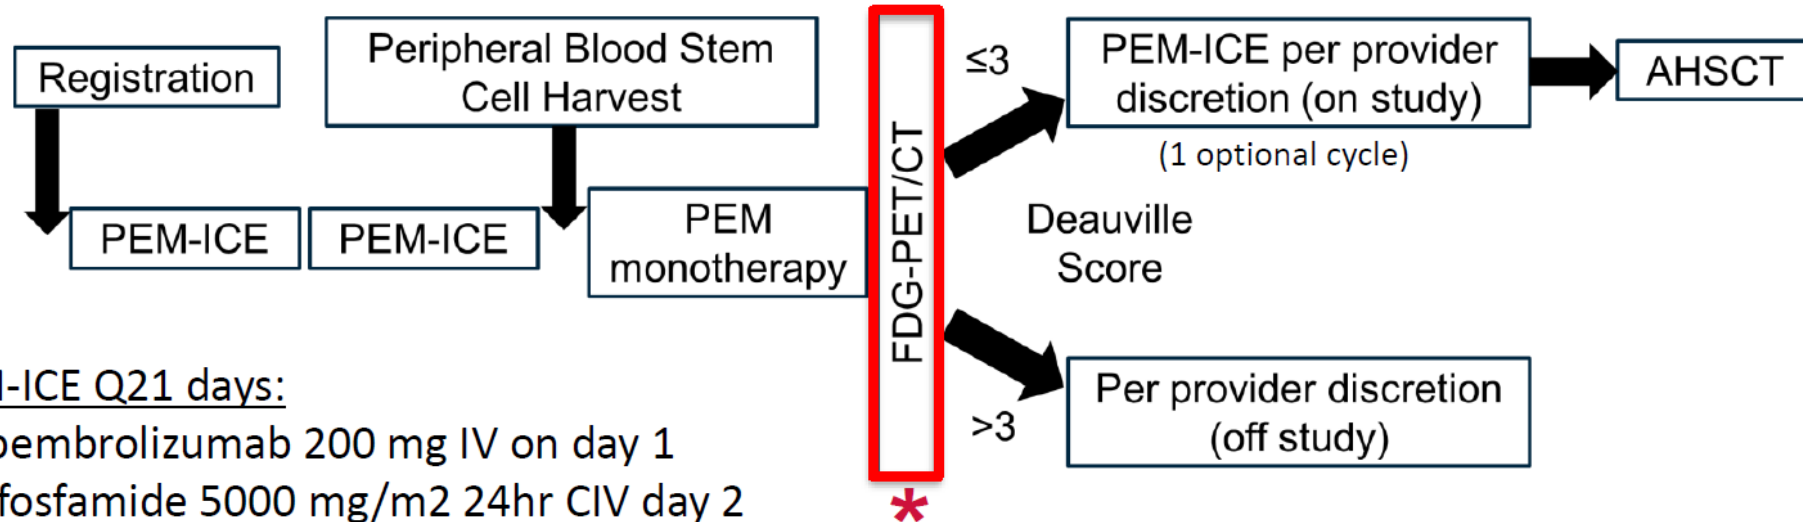 Registration
Peripheral Blood Stem
Cell Harvest
PEM-ICE
PEM-ICE
PEM
monotherapy
FDG-PET/CT
≤3
PEM-ICE per provider
discretion (on study)
(1 optional cycle)
AHSCT
Deauville
Score
>3
Per provider discretion
(off study)
-ICE Q21 days:
pembrolizumab 200 mg IV on day 1
fosfamide 5000 mg/m2 24hr CIV day 2
*